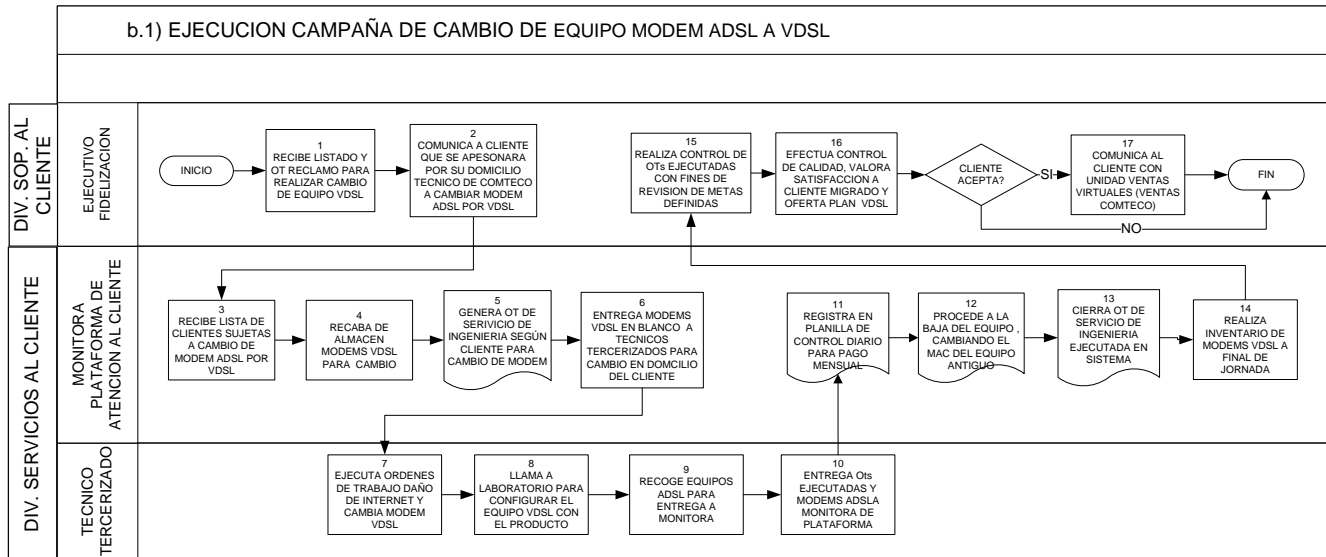 b.1) EJECUCION CAMPAÑA DE CAMBIO DE EQUIPO MODEM ADSL A VDSL
DIV. SOP. AL
CLIENTE
EJECUTIVO
FIDELIZACION
INICIO
1
RECIBE LISTADO Y
OT RECLAMO PARA
REALIZAR CAMBIO
DE EQUIPO VDSL
2
COMUNICA A CLIENTE
QUE SE APESONARA
POR SU DOMICILIO
TECNICO DE COMTECO
A CAMBIAR MODEM
ADSL POR VDSL
15
REALIZA CONTROL DE
OTs EJECUTADAS
CON FINES DE
REVISION DE METAS
DEFINIDAS
16
EFECTUA CONTROL
DE CALIDAD, VALORA
SATISFACCION A
CLIENTE MIGRADO Y
OFERTA PLAN VDSL
CLIENTE
ACEPTA?
SI
NO
17
COMUNICA AL
CLIENTE CON
UNIDAD VENTAS
VIRTUALES (VENTAS
COMTECO)
FIN
DIV. SERVICIOS AL CLIENTE
MONITORA
PLATAFORMA DE
ATENCION AL CLIENTE
3
RECIBE LISTA DE
CLIENTES SUJETAS
A CAMBIO DE
MODEM ADSL POR
VDSL
4
RECABA DE
ALMACEN
MODEMS VDSL
PARA CAMBIO
5
GENERA OT DE
SERIVICIO DE
INGENIERIA SEGÚN
CLIENTE PARA
CAMBIO DE MODEM
6
ENTREGA MODEMS
VDSL EN BLANCO A
TECNICOS
TERCERIZADOS PARA
CAMBIO EN DOMCILIO
DEL CLIENTE
11
REGISTRA EN
PLANILLA DE
CONTROL DIARIO
PARA PAGO
MENSUAL
12
PROCEDE A LA
BAJA DEL EQUIPO ,
CAMBIANDO EL
MAC DEL EQUIPO
ANTIGUO
13
CIERRA OT DE
SERVICIO DE
INGENIERIA
EJECUTADA EN
SISTEMA
14
REALIZA
INVENTARIO DE
MODEMS VDSL A
FINAL DE
JORNADA
TECNICO
TERCERIZADO
7
EJECUTA ORDENES
DE TRABAJO DAÑO
DE INTERNET Y
CAMBIA MODEM
VDSL
8
LLAMA A
LABORATORIO PARA
CONFIGURAR EL
EQUIPO VDSL CON
EL PRODUCTO
9
RECOGE EQUIPOS
ADSL PARA
ENTREGA A
MONITORA
10
ENTREGA Ots
EJECUTADAS Y
MODEMS ADSLA
MONITORA DE
PLATAFORMA